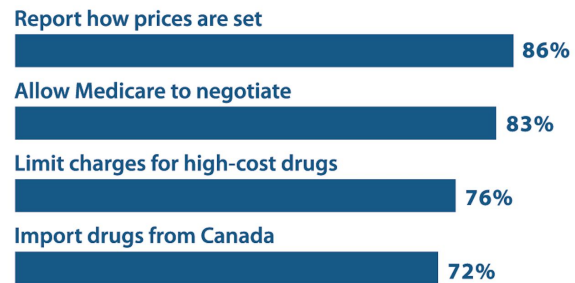 Report how prices are set
86%
Allow Medicare to negotiate
83%
Limit charges for high-cost drugs
76%
Import drugs from Canada
72%